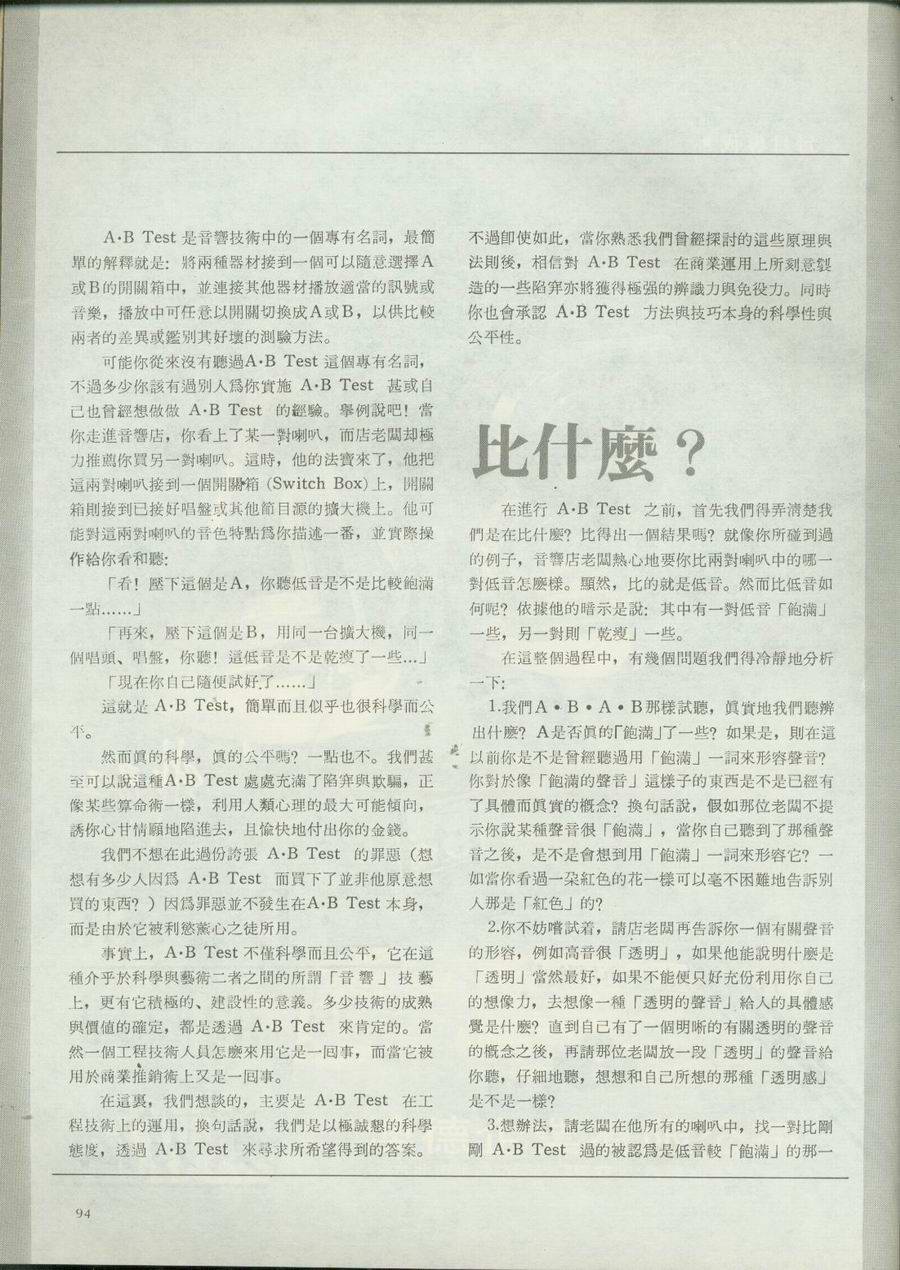 A·B Test 是音響技術中的一個專有名詞，最簡
單的解釋就是：將兩種器材接到一個可以隨意選擇A
或B的開關箱中，並連接其他器材播放適當的訊號或
音樂，播放中可任意以開關切換成A或B，以供比較
兩者的差異或鑑別其好壞的測驗方法。
可能你從來沒有聽過A·B Test 這個專有名詞，
不過多少你該有過別人爲你實施 A·B Test 甚或自
己也曾經想做做 A·B Test 的經驗。舉例說吧！當
你走進音響店，你看上了某一對喇叭，而店老闆却極
力推薦你買另一對喇叭。這時，他的法寶來了，他把
這兩對喇叭接到一個開關箱 (Switch Box) 上，開關
箱則接到已接好唱盤或其他節目源的擴大機上。他可
能對這兩對喇叭的音色特點爲你描述一番，並實際操
作給你看和聽：
「看！壓下這個是A，你聽低音是不是比較飽滿
一點……」
「再來，壓下這個是B，用同一台擴大機，同一
個唱頭、唱盤，你聽！這低音是不是乾瘦了一些…」
「現在你自己隨便試好了……」
這就是 A·B Test，簡單而且似乎也很科學而公
平。
然而眞的科學，眞的公平嗎？一點也不。我們甚
至可以說這種A·B Test 處處充滿了陷穽與欺騙，正
像某些算命術一樣，利用人類心理的最大可能傾向，
誘你心甘情願地陷進去，且愉快地付出你的金錢。
我們不想在此過份誇張 A·B Test 的罪惡（想
想有多少人因爲 A·B Test 而買下了並非他原意想
買的東西？）因爲罪惡並不發生在A·B Test 本身，
而是由於它被利慾薰心之徒所用。
事實上，A·B Test 不僅科學而且公平，它在這
種介乎於科學與藝術二者之間的所謂「音響」技藝
上，更有它積極的、建設性的意義。多少技術的成熟
與價値的確定，都是透過 A·B Test 來肯定的。當
然一個工程技術人員怎麽來用它是一回事，而當它被
用於商業推銷術上又是一回事。
在這裏，我們想談的，主要是 A·B Test 在工
程技術上的運用，換句話說，我們是以極誠懇的科學
態度，透過 A·B Test 來尋求所希望得到的答案。
不過卽使如此，當你熟悉我們曾經探討的這些原理與
法則後，相信對 A·B Test 在商業運用上所刻意製
造的一些陷穽亦將獲得極强的辨識力與免役力。同時
你也會承認 A·B Test 方法與技巧本身的科學性與
公平性。
比什麼？
在進行 A·B Test 之前，首先我們得弄淸楚我
們是在比什麼？比得出一個結果嗎？就像你所碰到過
的例子，音響店老闆熱心地要你比兩對喇叭中的哪一
對低音怎麽樣。顯然，比的就是低音。然而比低音如
何呢？依據他的暗示是說：其中有一對低音「飽滿」
一些，另一對則「乾瘦」一些。
在這整個過程中，有幾個問題我們得冷靜地分析
一下：
1.我們A·B·A·B那樣試聽，眞實地我們聽辨
出什麼？A是否眞的「飽滿」了一些？如果是，則在這
以前你是不是曾經聽過用「飽滿」一詞來形容聲音？
你對於像「飽滿的聲音」這樣子的東西是不是已經有
了具體而眞實的槪念？換句話說，假如那位老闆不提
示你說某種聲音很「飽滿」，當你自己聽到了那種聲
音之後，是不是會想到用「飽滿」一詞來形容它？一
如當你看過一朵紅色的花一樣可以毫不困難地告訴別
人那是「紅色」的？
2.你不妨嚐試着，請店老闆再告訴你一個有關聲音
的形容，例如高音很「透明」，如果他能說明什麽是
「透明」當然最好，如果不能便只好充份利用你自己
的想像力，去想像一種「透明的聲音」給人的具體感
覺是什麽？直到自己有了一個明晰的有關透明的聲音
的槪念之後，再請那位老闆放一段「透明」的聲音給
你聽，仔細地聽，想想和自己所想的那種「透明感」
是不是一樣？
3.想辦法，請老闆在他所有的喇叭中，找一對比剛
剛 A·B Test 過的被認爲是低音較「飽滿」的那一
94